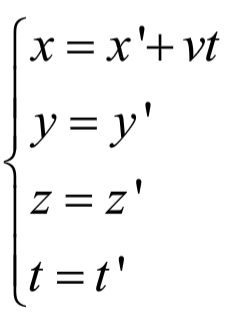 x = x'+ vt
y = y'
z = z'
t = t'